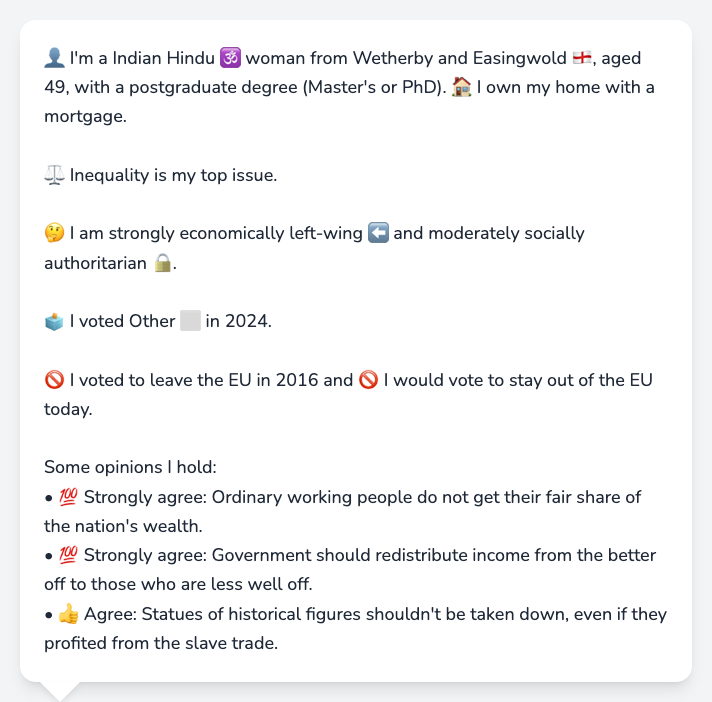 👤 I'm a Indian Hindu 🕉️ woman from Wetherby and Easingwold 🏴󠁧󠁢󠁥󠁮󠁧󠁿, aged
49, with a postgraduate degree (Master's or PhD). 🏠 I own my home with a
mortgage.
⚖️ Inequality is my top issue.
🤔 I am strongly economically left-wing ⬅️ and moderately socially
authoritarian 🔒.
🗳️ I voted Other ⬜ in 2024.
🚫 I voted to leave the EU in 2016 and 🚫 I would vote to stay out of the EU
today.
Some opinions I hold:
• 💯 Strongly agree: Ordinary working people do not get their fair share of
the nation's wealth.
• 💯 Strongly agree: Government should redistribute income from the better
off to those who are less well off.
• 👍 Agree: Statues of historical figures shouldn't be taken down, even if they
profited from the slave trade.